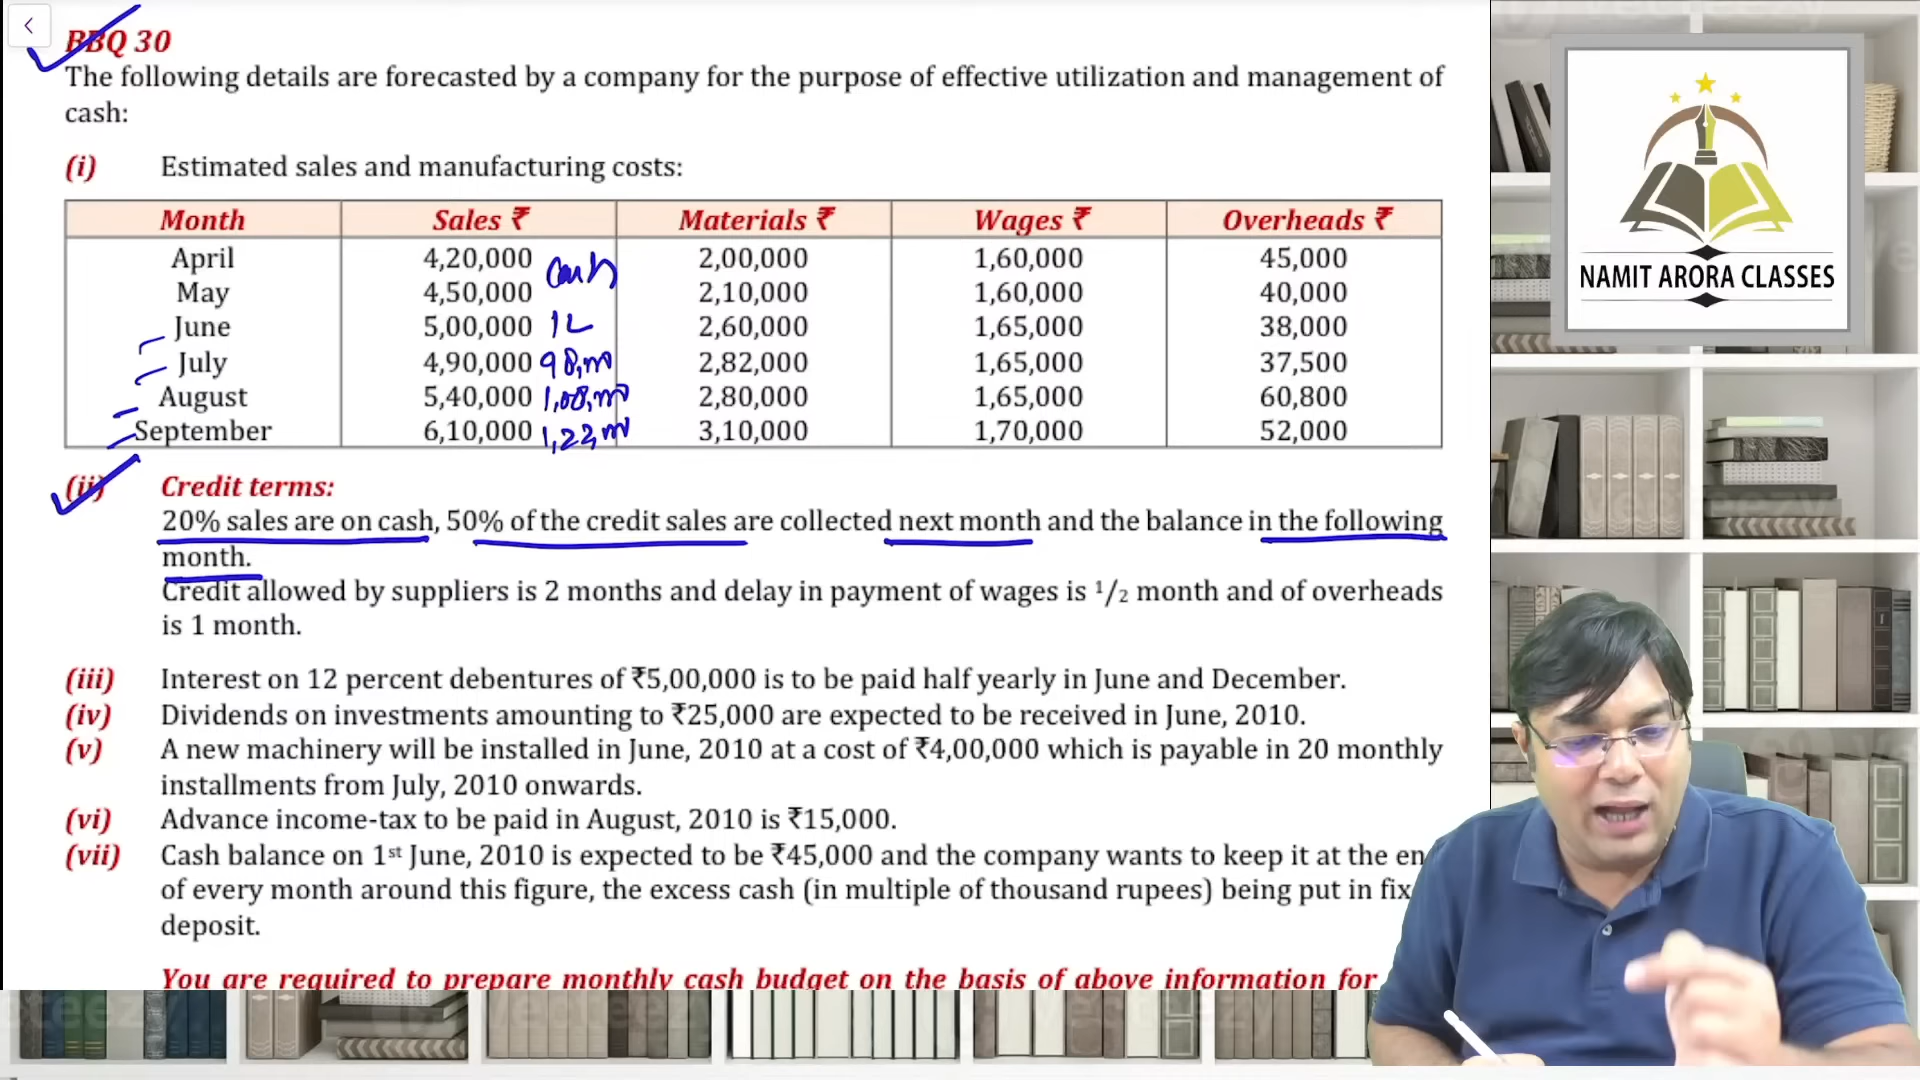 BBQ 30
The following details are forecasted by a company for the purpose of effective utilization and management of
cash:
(i) Estimated sales and manufacturing costs:
Month Sales ₹ Materials ₹ Wages ₹ Overheads ₹
April 4,20,000 2,00,000 1,60,000 45,000
Cash
May 4,50,000 2,10,000 1,60,000 40,000
June 5,00,000 1L 2,60,000 1,65,000 38,000
July 4,90,000 2,82,000 1,65,000 37,500
August 5,40,000 2,80,000 1,65,000 60,800
September 6,10,000 3,10,000 1,70,000 52,000
(ii) Credit terms:
20% sales are on cash, 50% of the credit sales are collected next month and the balance in the following
month.
Credit allowed by suppliers is 2 months and delay in payment of wages is 1/2 month and of overheads
is 1 month.
(iii) Interest on 12 percent debentures of ₹5,00,000 is to be paid half yearly in June and December.
(iv) Dividends on investments amounting to ₹25,000 are expected to be received in June, 2010.
(v) A new machinery will be installed in June, 2010 at a cost of ₹4,00,000 which is payable in 20 monthly
installments from July, 2010 onwards.
(vi) Advance income-tax to be paid in August, 2010 is ₹15,000.
(vii) Cash balance on 1st June, 2010 is expected to be ₹45,000 and the company wants to keep it at the en
of every month around this figure, the excess cash (in multiple of thousand rupees) being put in fix
deposit.
You are required to prepare monthly cash budget on the basis of above information for
NAMIT ARORA CLASSES